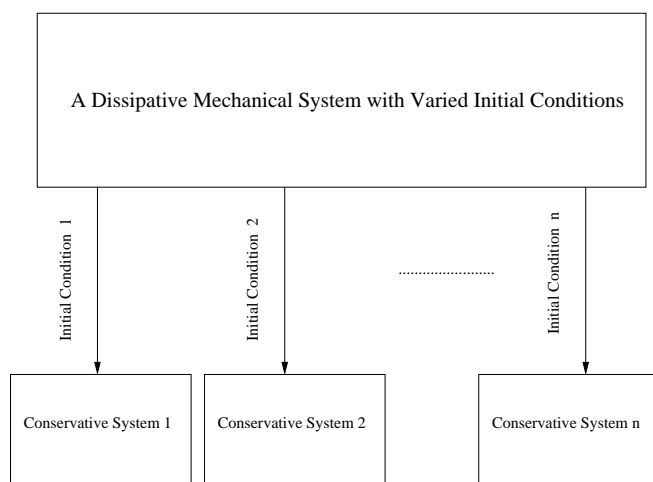 A Dissipative Mechanical System with Varied Initial Conditions
Initial Condition 1
Initial Condition 2
........................
Initial Condition n
Conservative System 1
Conservative System 2
Conservative System n